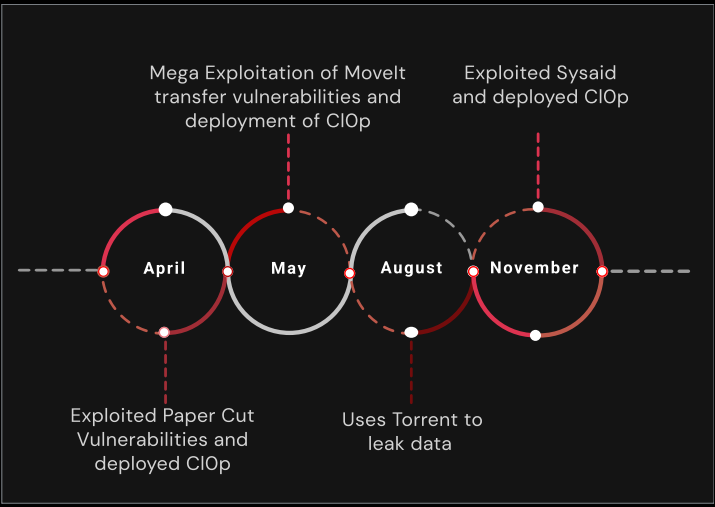 Mega Exploitation of MoveIt
transfer vulnerabilities and
deployment of Cl0p
Exploited Sysaid
and deployed Cl0p
April
May
August
November
Exploited Paper Cut
Vulnerabilities and
deployed Cl0p
Uses Torrent to
leak data